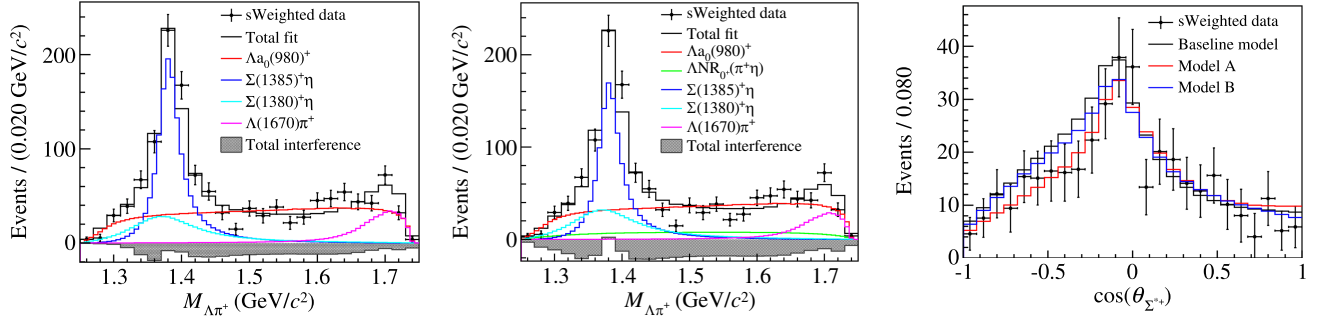 Events / (0.020 GeV/c²)
200
100
0
sWeighted data
Total fit
Λa₀(980)⁺
Σ(1385)⁺η
Σ(1380)⁺η
Λ(1670)π⁺
Total interference
1.3 1.4 1.5 1.6 1.7
M_Λπ⁺ (GeV/c²)
Events / (0.020 GeV/c²)
200
100
0
sWeighted data
Total fit
Λa₀(980)⁺
ΛNR₀₊(π⁺η)
Σ(1385)⁺η
Σ(1380)⁺η
Λ(1670)π⁺
Total interference
1.3 1.4 1.5 1.6 1.7
M_Λπ⁺ (GeV/c²)
Events / 0.080
40
30
20
10
0
sWeighted data
Baseline model
Model A
Model B
-1 -0.5 0 0.5 1
cos(θ_Σ*⁺)